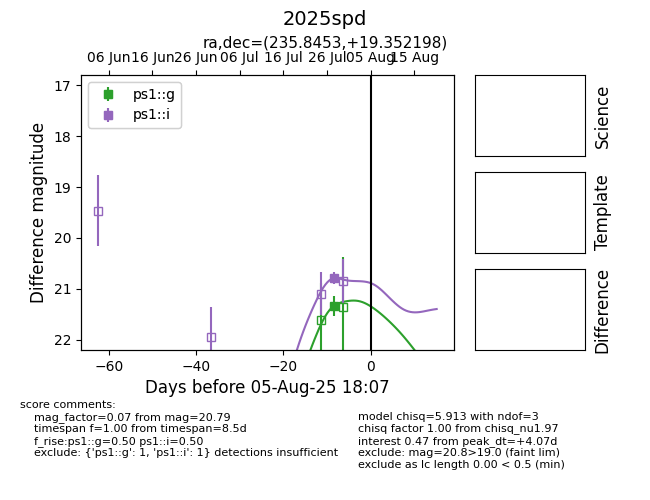 2025spd
ra,dec=(235.8453,+19.352198)
06 Jun 16 Jun 26 Jun 06 Jul 16 Jul 26 Jul 05 Aug 15 Aug
ps1::g
ps1::i
17
18
19
20
21
22
Difference magnitude
−60 −40 −20 0
Days before 05-Aug-25 18:07
Science
Template
Difference
score comments:
mag_factor=0.07 from mag=20.79
timespan f=1.00 from timespan=8.5d
f_rise:ps1::g=0.50 ps1::i=0.50
exclude: {'ps1::g': 1, 'ps1::i': 1} detections insufficient
model chisq=5.913 with ndof=3
chisq factor 1.00 from chisq_nu1.97
interest 0.47 from peak_dt=+4.07d
exclude: mag=20.8>19.0 (faint lim)
exclude as lc length 0.00 < 0.5 (min)